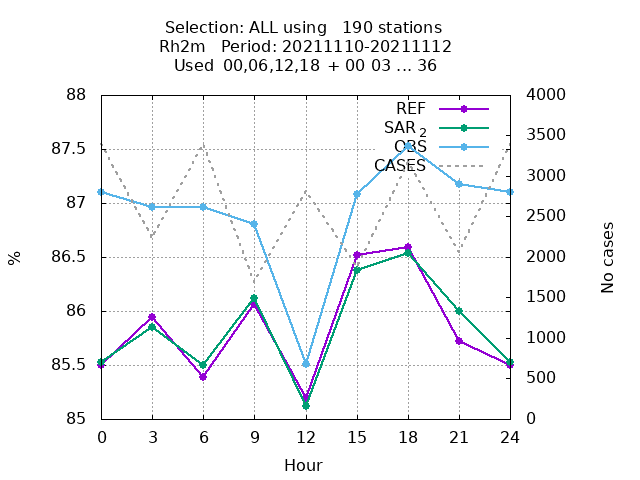 Selection: ALL using 190 stations
Rh2m Period: 20211110-20211112
Used 00,06,12,18 + 00 03 ... 36
88
87.5
87
86.5
86
85.5
85
%
4000
3500
3000
2500
2000
1500
1000
500
0
No cases
REF
SAR 2
OBS
CASES
0 3 6 9 12 15 18 21 24
Hour